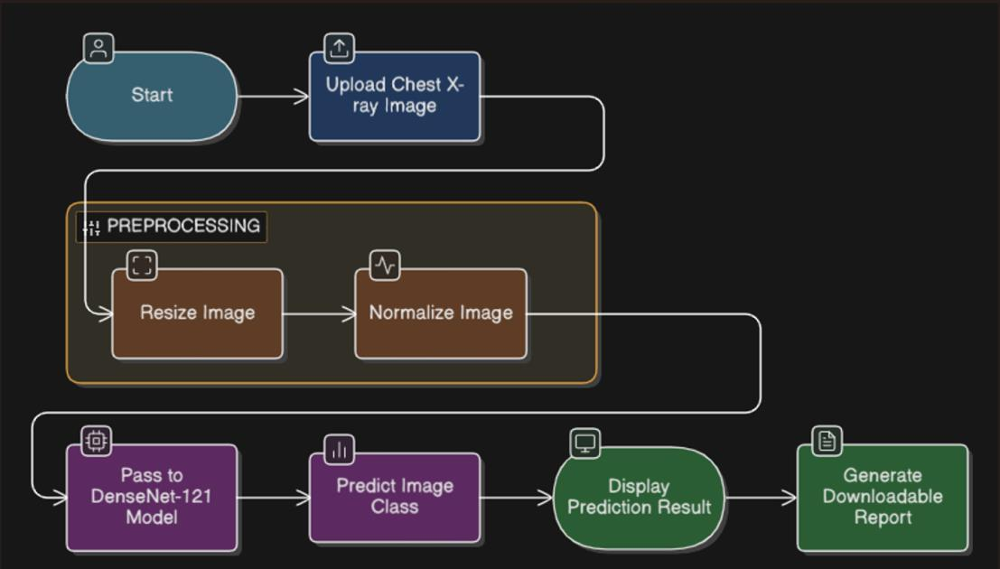 Start
Upload Chest X-
ray Image
PREPROCESSING
Resize Image
Normalize Image
Pass to
DenseNet-121
Model
Predict Image
Class
Display
Prediction Result
Generate
Downloadable
Report